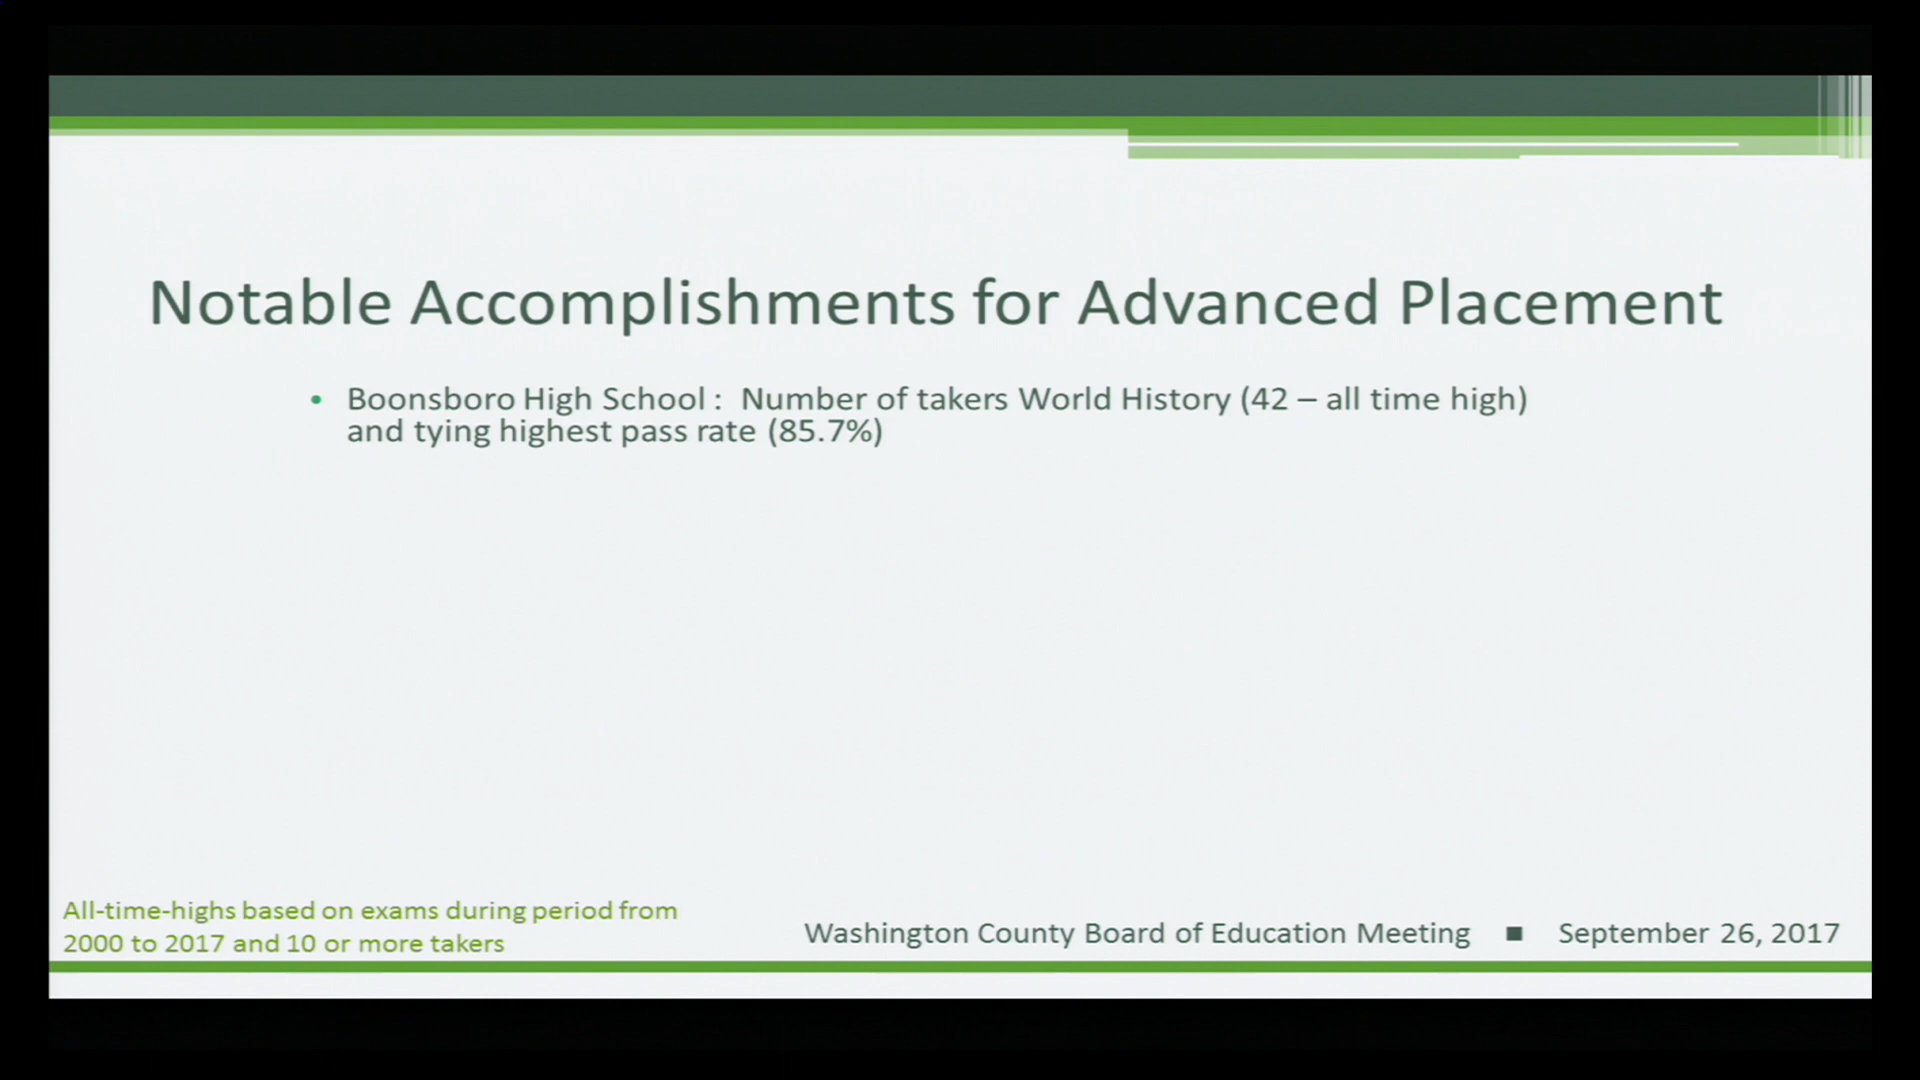 Notable Accomplishments for Advanced Placement
• Boonsboro High School :  Number of takers World History (42 – all time high)
and tying highest pass rate (85.7%)
All-time-highs based on exams during period from
2000 to 2017 and 10 or more takers
Washington County Board of Education Meeting ■ September 26, 2017